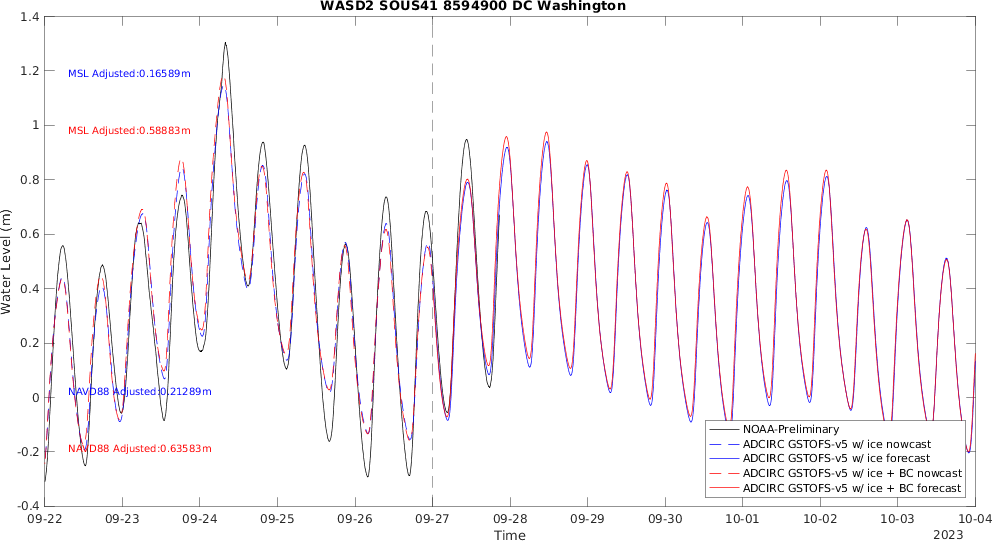 WASD2 SOUS41 8594900 DC Washington
1.4
1.2
1
0.8
0.6
0.4
0.2
0
-0.2
-0.4
Water Level (m)
MSL Adjusted:0.16589m
MSL Adjusted:0.58883m
NAVD88 Adjusted:0.21289m
NAVD88 Adjusted:0.63583m
NOAA-Preliminary
ADCIRC GSTOFS-v5 w/ ice nowcast
ADCIRC GSTOFS-v5 w/ ice forecast
ADCIRC GSTOFS-v5 w/ ice + BC nowcast
ADCIRC GSTOFS-v5 w/ ice + BC forecast
09-22 09-23 09-24 09-25 09-26 09-27 09-28 09-29 09-30 10-01 10-02 10-03 10-04
Time
2023